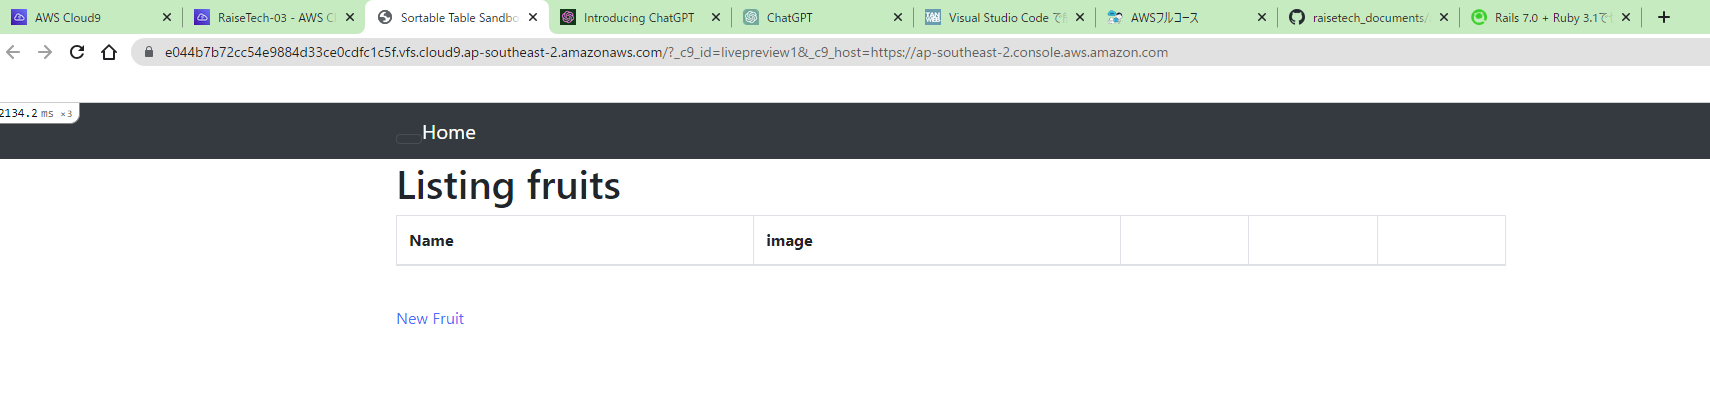 AWS Cloud9
RaiseTech-03 - AWS Cl
Sortable Table Sandbo
Introducing ChatGPT
ChatGPT
Visual Studio Code で
AWSフルコース
raisetech_documents/
Rails 7.0 + Ruby 3.1で
e044b7b72cc54e9884d33ce0cdfc1c5f.vfs.cloud9.ap-southeast-2.amazonaws.com/?_c9_id=livepreview1&_c9_host=https://ap-southeast-2.console.aws.amazon.com
2134.2 ms ×3
Home
Listing fruits
Name image
New Fruit